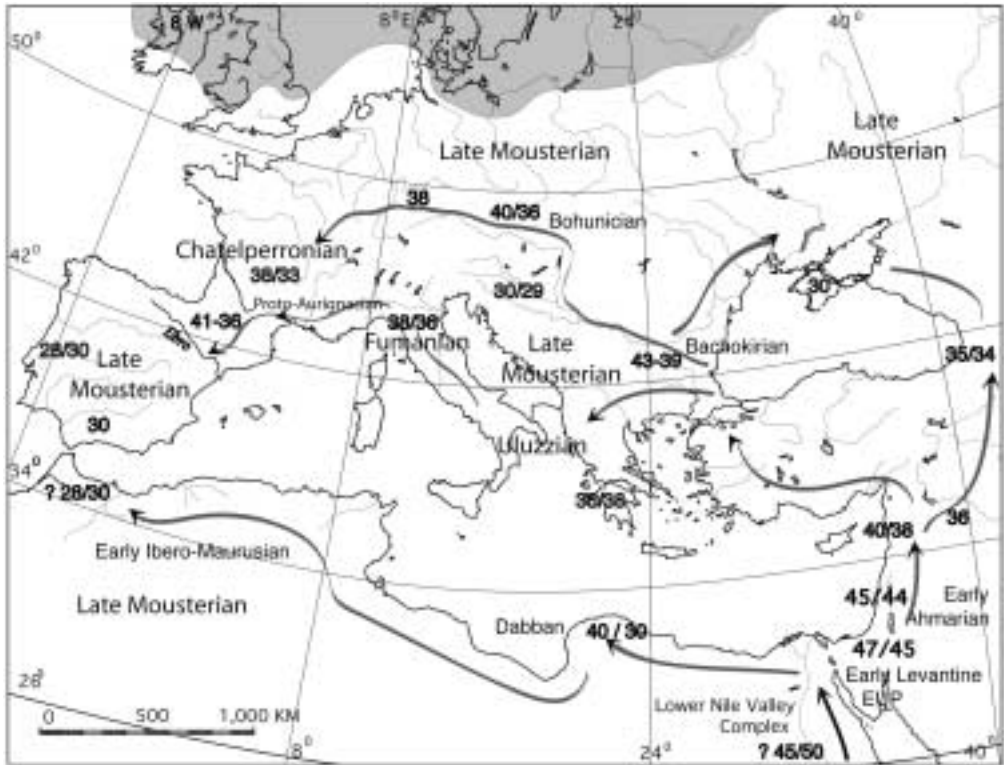 8 W
8° E
24°
40°
50°
Late
Mousterian
Late Mousterian
38
40/36
Bohunician
42°
Chatelperronian
38/33
30/29
30
Proto-Aurignacian
41-36
Ebro
38/36
Fumanian
Late
Mousterian
43-39
Bachokirian
35/34
28/30
Late
Mousterian
30
?
Uluzzian
34°
? 28/30
36
40/38
Early Ibero-Maurusian
45/44
Early
Ahmarian
Late Mousterian
Dabban
40 / 39
47/45
Early Levantine
EUP
Lower Nile Valley
Complex
0 500 1,000 KM
8°
24°
? 45/50
40°